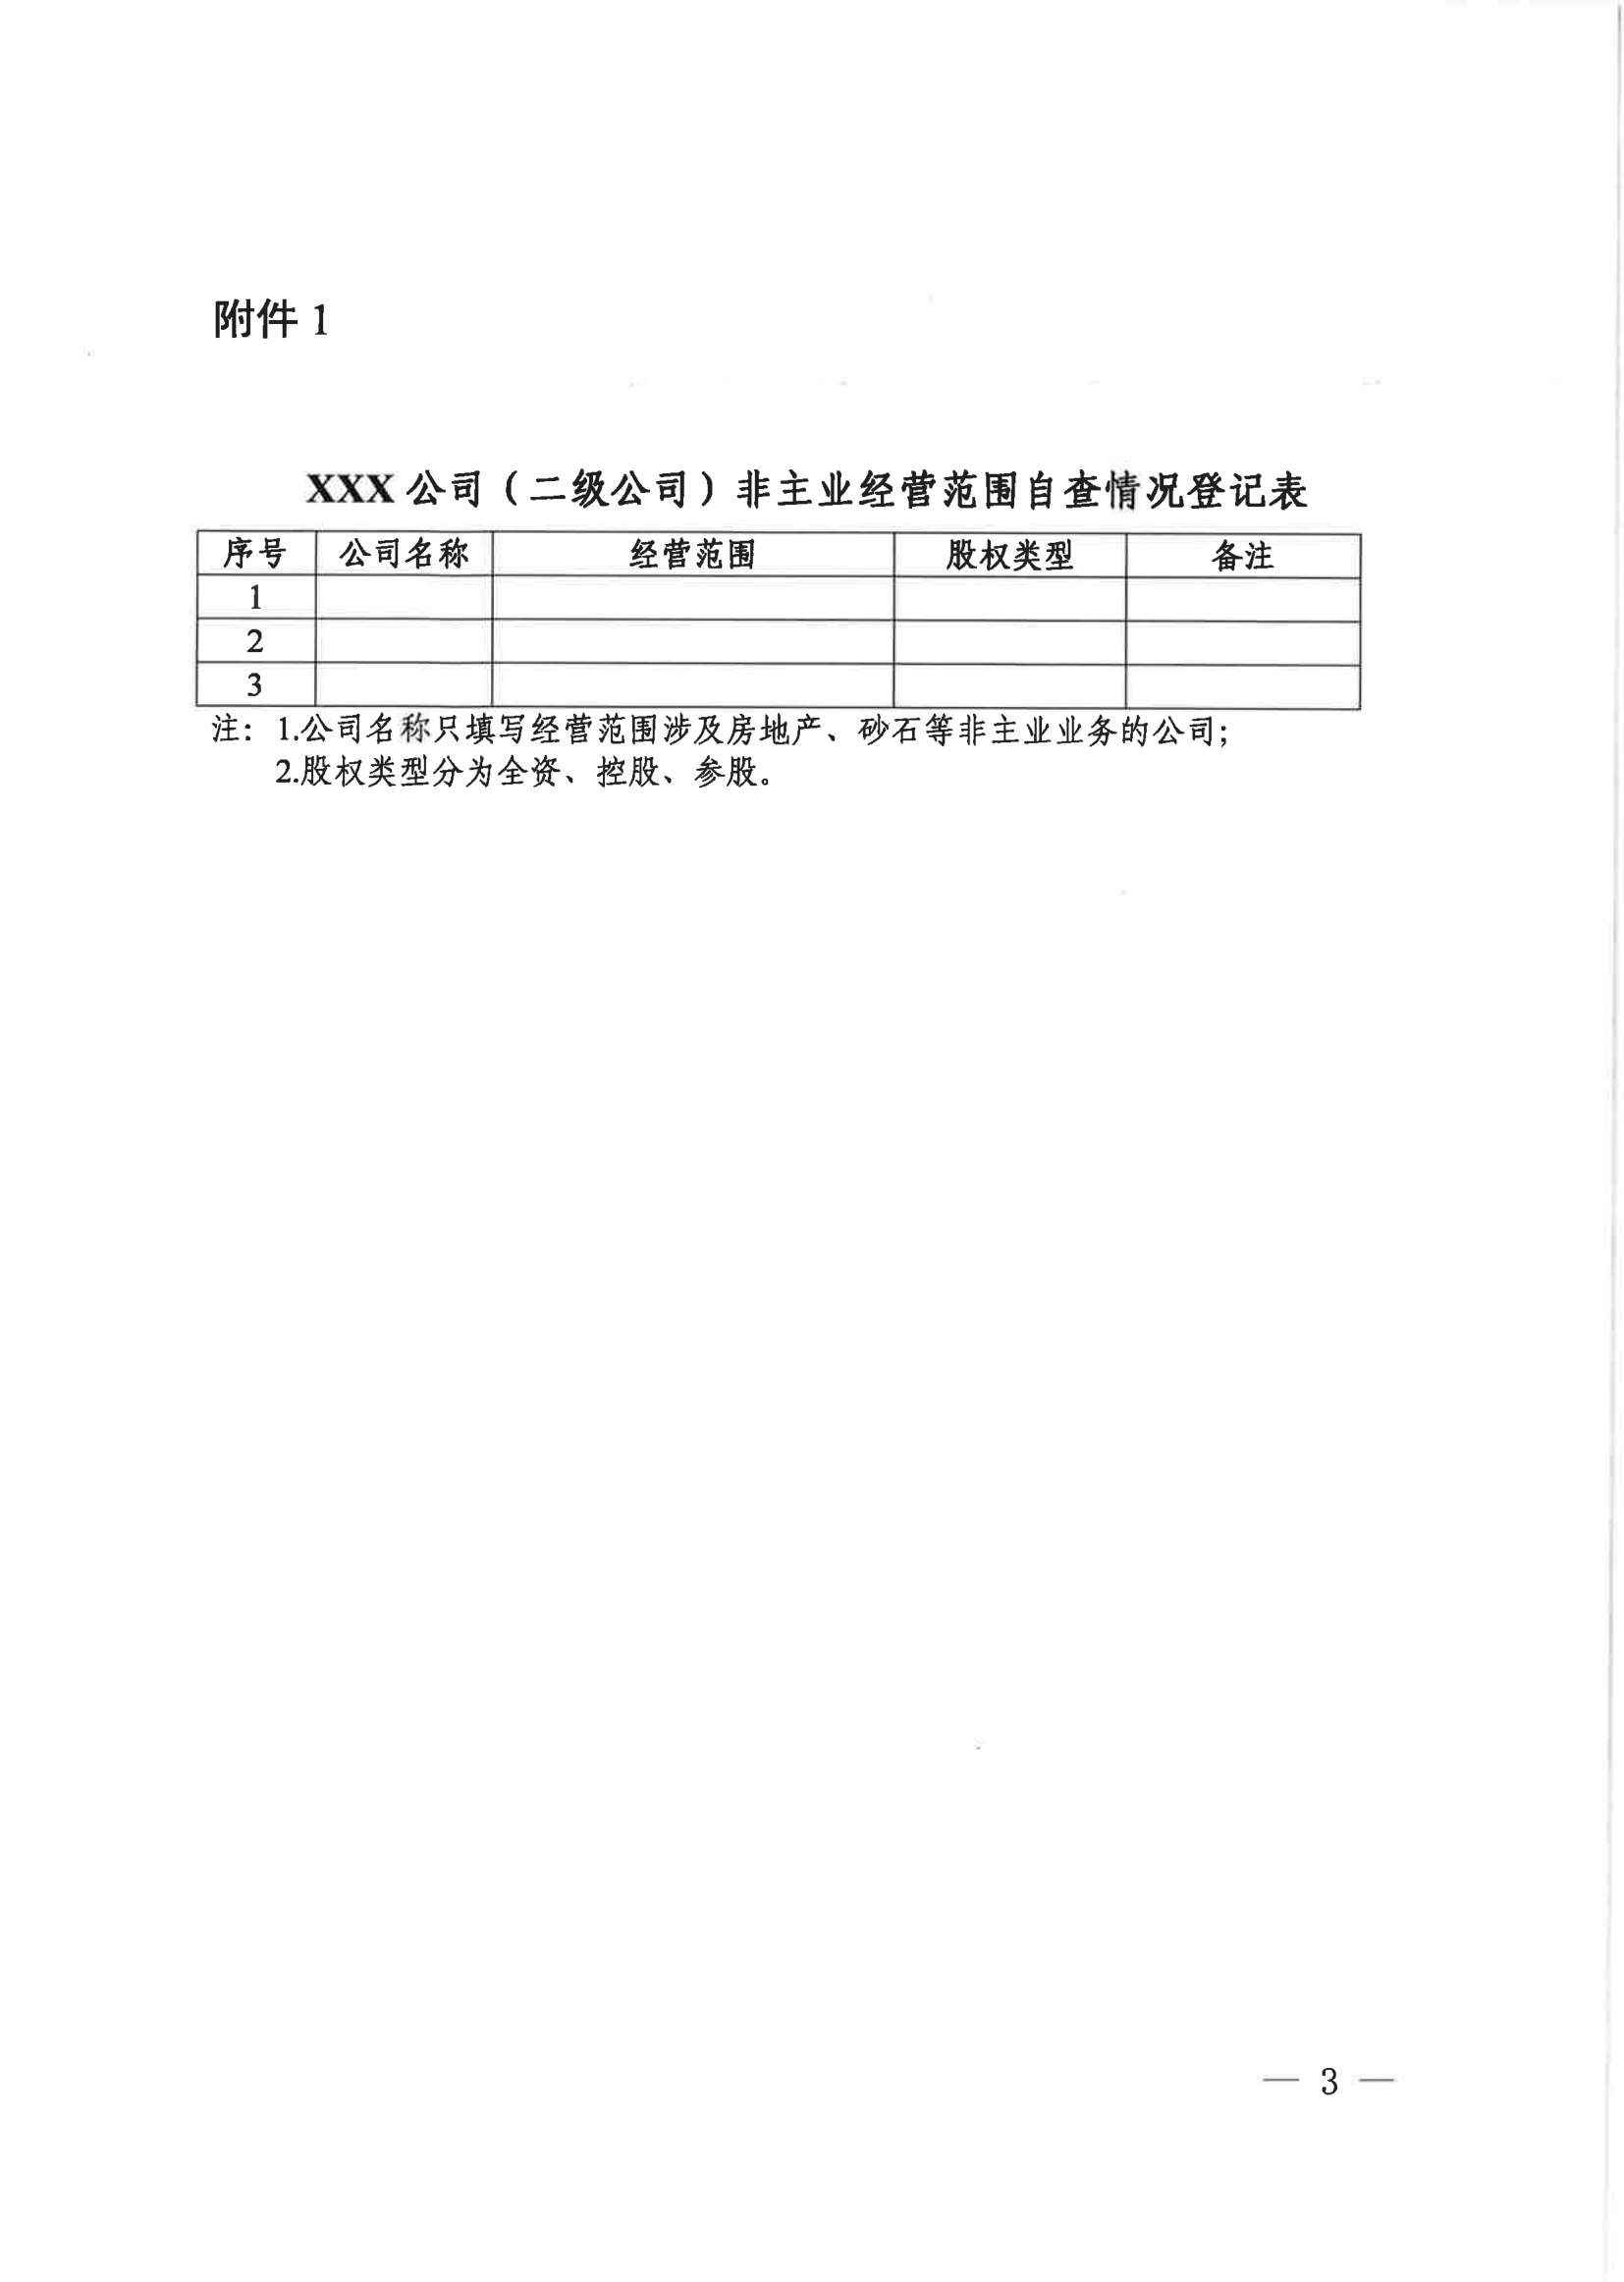 附件 1
XXX 公司（二级公司）非主业经营范围自查情况登记表
序号 公司名称 经营范围 股权类型 备注
1
2
3
注：1.公司名称只填写经营范围涉及房地产、砂石等非主业业务的公司；
2.股权类型分为全资、控股、参股。
— 3 —